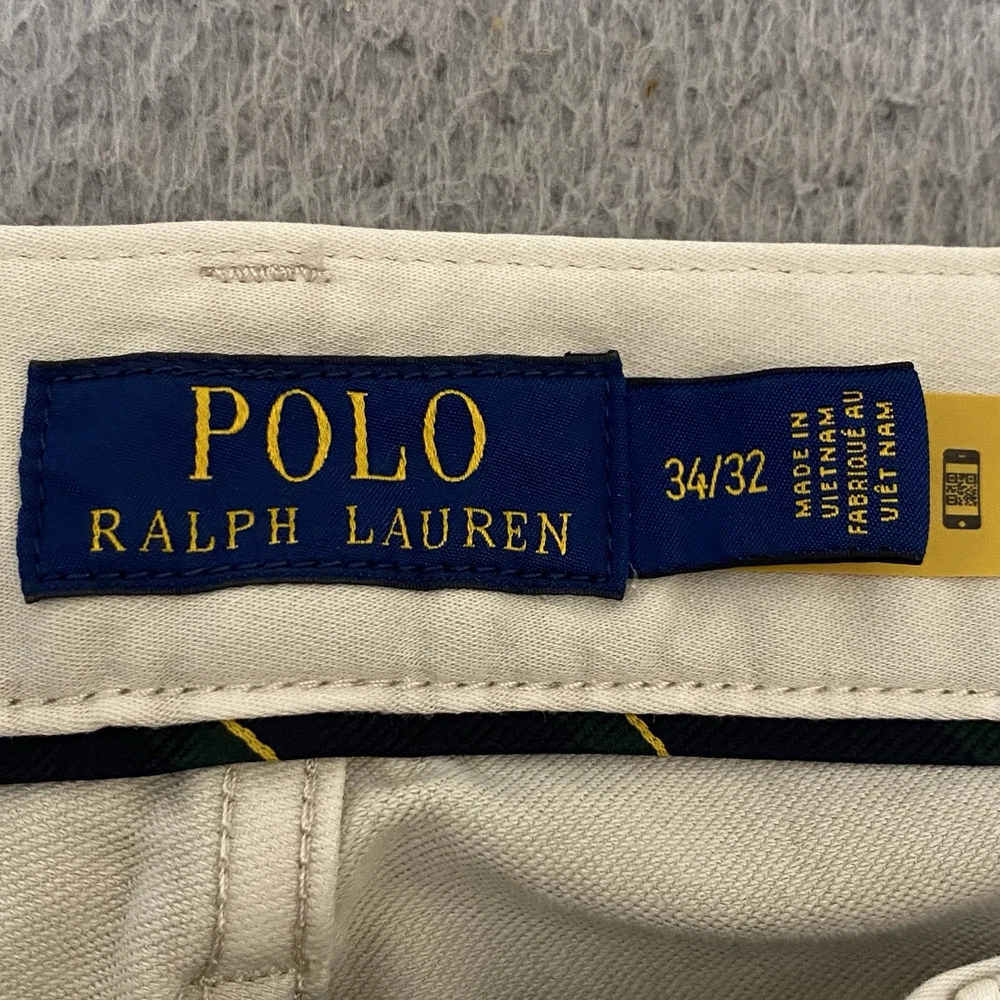 POLO
RALPH LAUREN
34/32
MADE IN
VIETNAM
FABRIQUÉ AU
VIÊT NAM